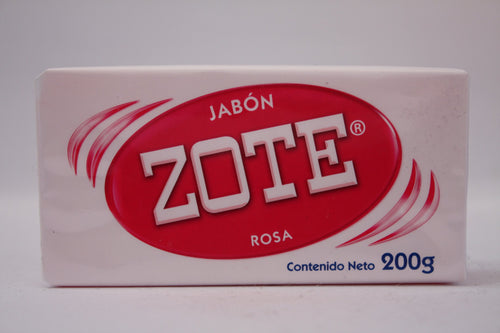 JABÓN
ZOTE®
ROSA
Contenido Neto 200g